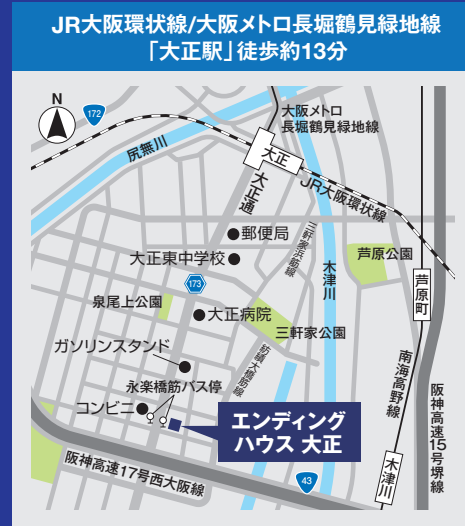 JR大阪環状線/大阪メトロ長堀鶴見緑地線
「大正駅」徒歩約13分
N
172
大阪メトロ
長堀鶴見緑地線
尻無川
大正
大正通
JR大阪環状線
郵便局
三軒家浜筋線
大正東中学校
木津川
芦原公園
芦原町
173
泉尾上公園
大正病院
三軒家公園
ガソリンスタンド
紡績大橋筋線
南海高野線
永楽橋筋バス停
コンビニ
エンディング
ハウス 大正
阪神高速15号堺線
阪神高速17号西大阪線
43
木津川